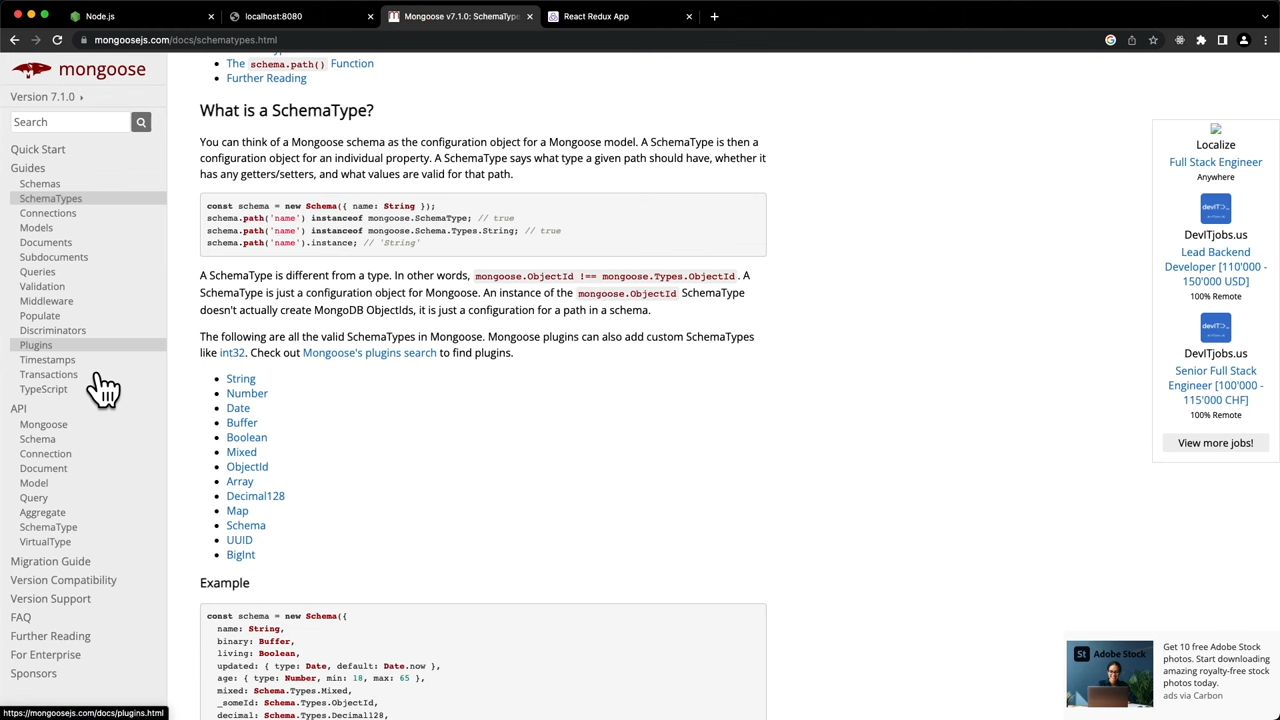 Node.js
localhost:8080
Mongoose v7.1.0: SchemaType
React Redux App
mongoosejs.com/docs/schematypes.html
mongoose
Version 7.1.0
Search
Quick Start
Guides
Schemas
SchemaTypes
Connections
Models
Documents
Subdocuments
Queries
Validation
Middleware
Populate
Discriminators
Plugins
Timestamps
Transactions
TypeScript
API
Mongoose
Schema
Connection
Document
Model
Query
Aggregate
SchemaType
VirtualType
Migration Guide
Version Compatibility
Version Support
FAQ
Further Reading
For Enterprise
Sponsors
https://mongoosejs.com/docs/plugins.html
The schema.path() Function
Further Reading
What is a SchemaType?
You can think of a Mongoose schema as the configuration object for a Mongoose model. A SchemaType is then a
configuration object for an individual property. A SchemaType says what type a given path should have, whether it
has any getters/setters, and what values are valid for that path.
const schema = new Schema({ name: String });
schema.path('name') instanceof mongoose.SchemaType; // true
schema.path('name') instanceof mongoose.Schema.Types.String; // true
schema.path('name').instance; // 'String'
A SchemaType is different from a type. In other words, mongoose.ObjectId !== mongoose.Types.ObjectId. A
SchemaType is just a configuration object for Mongoose. An instance of the mongoose.ObjectId SchemaType
doesn't actually create MongoDB ObjectIds, it is just a configuration for a path in a schema.
The following are all the valid SchemaTypes in Mongoose. Mongoose plugins can also add custom SchemaTypes
like int32. Check out Mongoose's plugins search to find plugins.
String
Number
Date
Buffer
Boolean
Mixed
ObjectId
Array
Decimal128
Map
Schema
UUID
BigInt
Example
const schema = new Schema({
name: String,
binary: Buffer,
living: Boolean,
updated: { type: Date, default: Date.now },
age: { type: Number, min: 18, max: 65 },
mixed: Schema.Types.Mixed,
_someId: Schema.Types.ObjectId,
decimal: Schema.Types.Decimal128,
Localize
Full Stack Engineer
Anywhere
devIT>_
DevITjobs.us
Lead Backend
Developer [110'000 -
150'000 USD]
100% Remote
devIT>_
DevITjobs.us
Senior Full Stack
Engineer [100'000 -
115'000 CHF]
100% Remote
View more jobs!
St Adobe Stock
Get 10 free Adobe Stock
photos. Start downloading
amazing royalty-free stock
photos today.
ads via Carbon